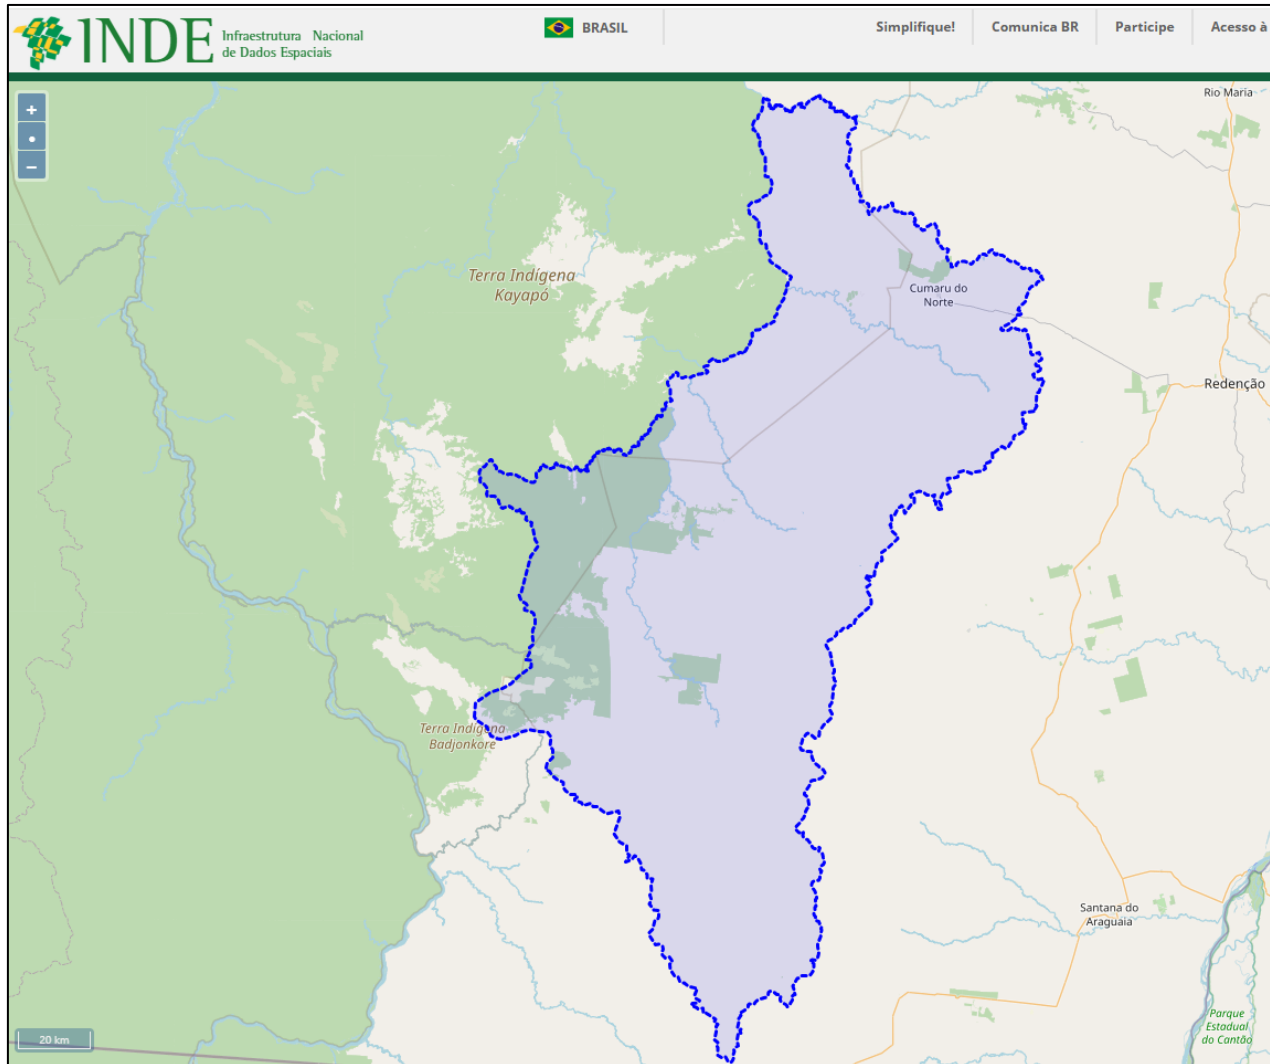 INDE
Infraestrutura Nacional
de Dados Espaciais
BRASIL
Simplifique!
Comunica BR
Participe
Acesso à
+
−
Rio Maria
Terra Indígena
Kayapó
Cumaru do
Norte
Redenção
Terra Indígena
Badjonkore
Santana do
Araguaia
Parque
Estadual
do Cantão
20 km